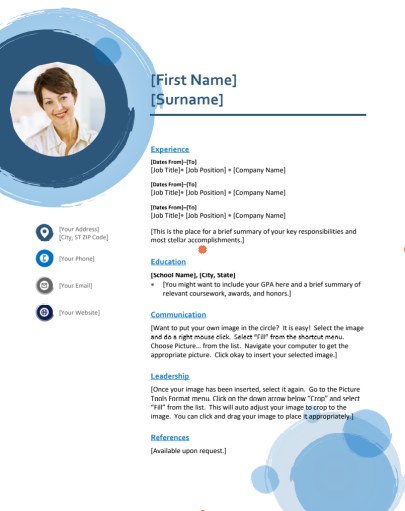 [First Name]
[Surname]
Experience
[Dates From]–[To]
[Job Title]• [Job Position] • [Company Name]
[Dates From]–[To]
[Job Title]• [Job Position] • [Company Name]
[Dates From]–[To]
[Job Title]• [Job Position] • [Company Name]
[This is the place for a brief summary of your key responsibilities and
most stellar accomplishments.]
Education
[School Name], [City, State]
• [You might want to include your GPA here and a brief summary of
relevant coursework, awards, and honors.]
Communication
[Want to put your own image in the circle? It is easy! Select the image
and do a right mouse click. Select "Fill" from the shortcut menu.
Choose Picture... from the list. Navigate your computer to get the
appropriate picture. Click okay to insert your selected image.]
Leadership
[Once your image has been inserted, select it again. Go to the Picture
Tools Format menu. Click on the down arrow below "Crop" and select
"Fill" from the list. This will auto adjust your image to crop to the
image. You can click and drag your image to place it appropriately.]
References
[Available upon request.]
[Your Address]
[City, ST ZIP Code]
[Your Phone]
[Your Email]
[Your Website]